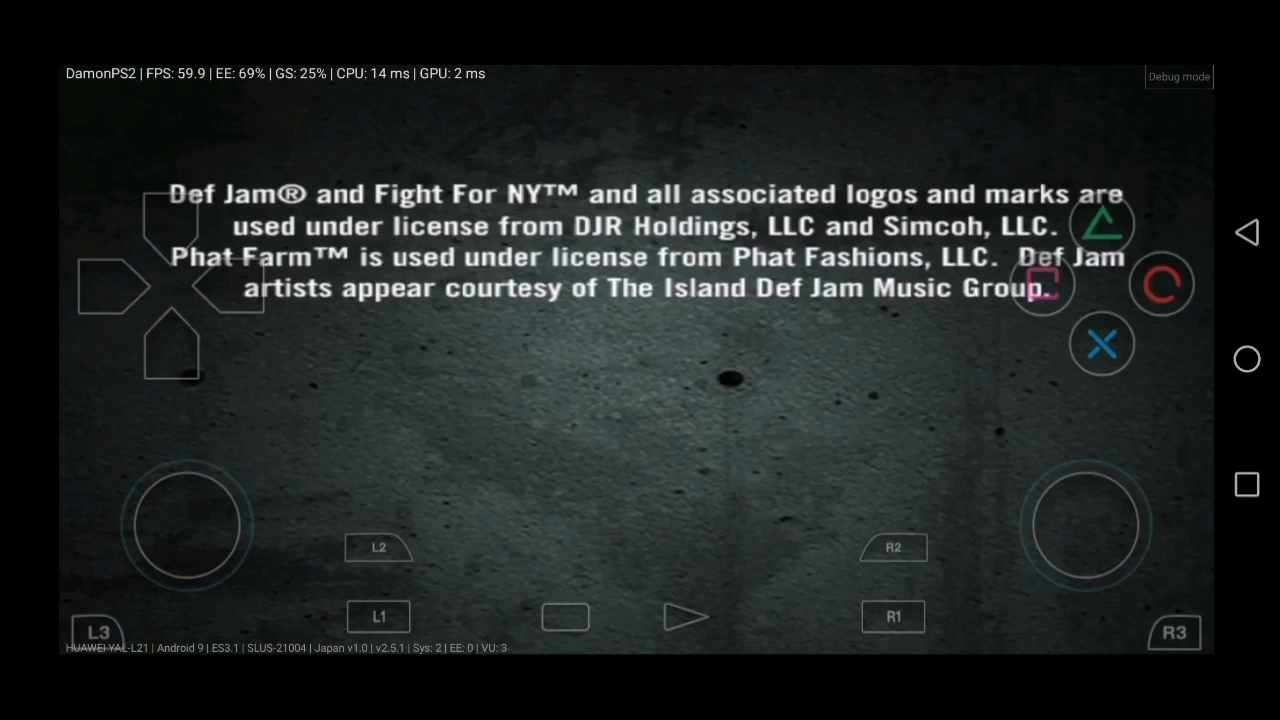 DamonPS2 | FPS: 59.9 | EE: 69% | GS: 25% | CPU: 14 ms | GPU: 2 ms
Debug mode
Def Jam® and Fight For NY™ and all associated logos and marks are
used under license from DJR Holdings, LLC and Simcoh, LLC.
Phat Farm™ is used under license from Phat Fashions, LLC. Def Jam
artists appear courtesy of The Island Def Jam Music Group.
L2
R2
L1
R1
L3
R3
HUAWEI YAL-L21 | Android 9 | ES3.1 | SLUS-21004 | Japan v1.0 | v2.5.1 | Sys: 2 | EE: 0 | VU: 3